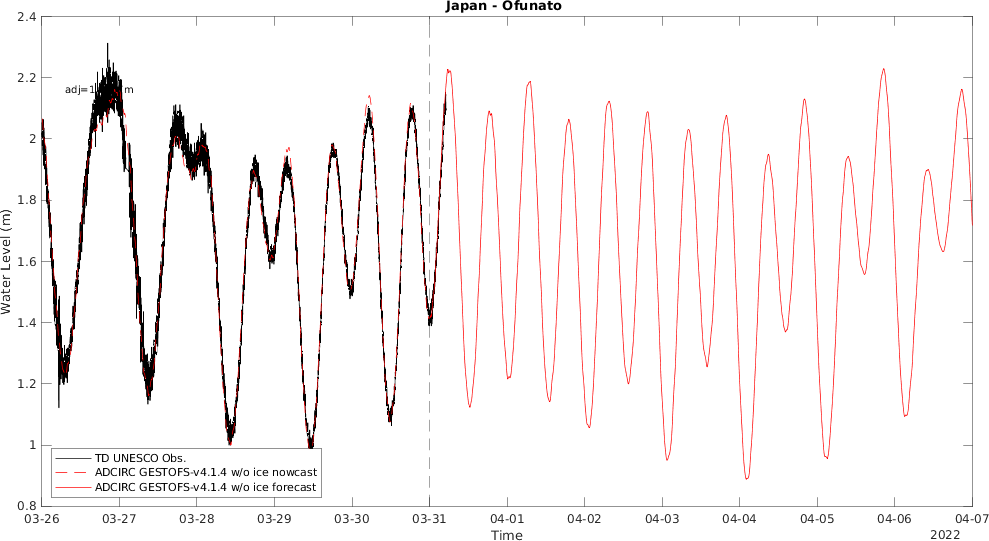 Japan - Ofunato
2.4
2.2
2
1.8
1.6
1.4
1.2
1
0.8
Water Level (m)
adj=1 m
TD UNESCO Obs.
ADCIRC GESTOFS-v4.1.4 w/o ice nowcast
ADCIRC GESTOFS-v4.1.4 w/o ice forecast
03-26 03-27 03-28 03-29 03-30 03-31 04-01 04-02 04-03 04-04 04-05 04-06 04-07
Time
2022